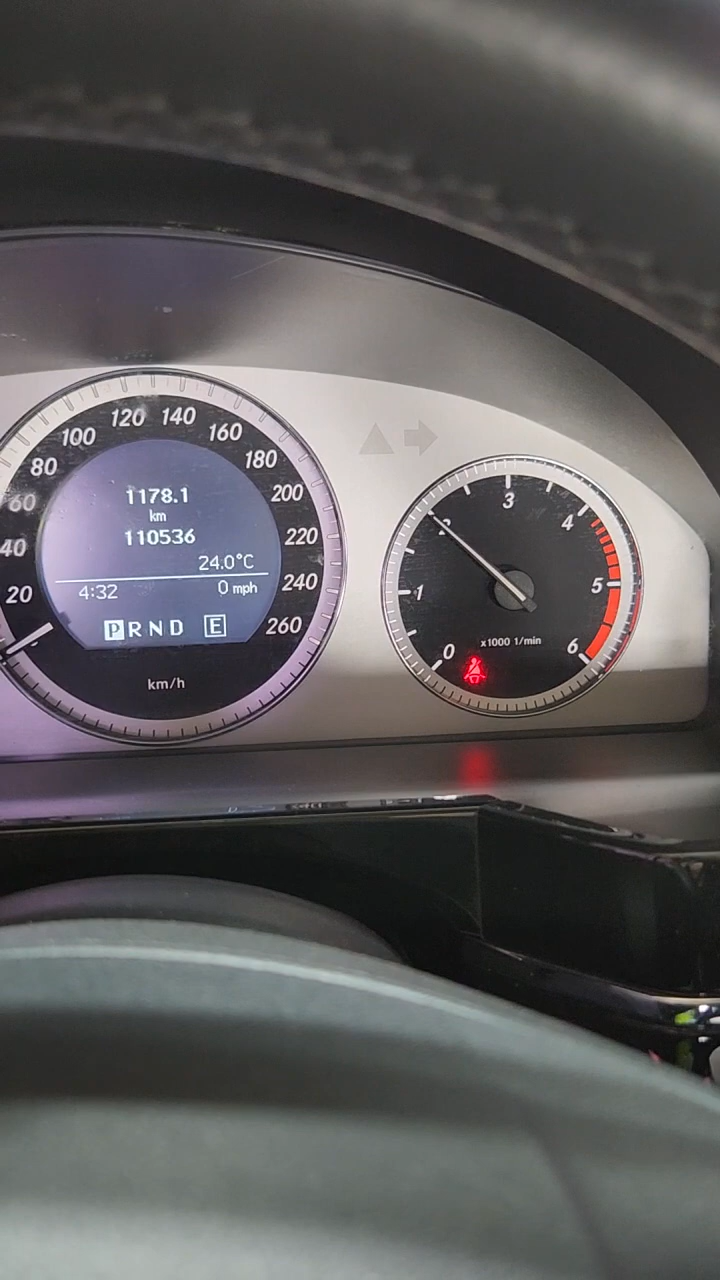 120 140
100 160
80 180
60 200
40 220
20 240
260
1178.1
km
110536
24.0°C
4:32 0 mph
P R N D E
km/h
3
2 4
1 5
0 6
x1000 1/min